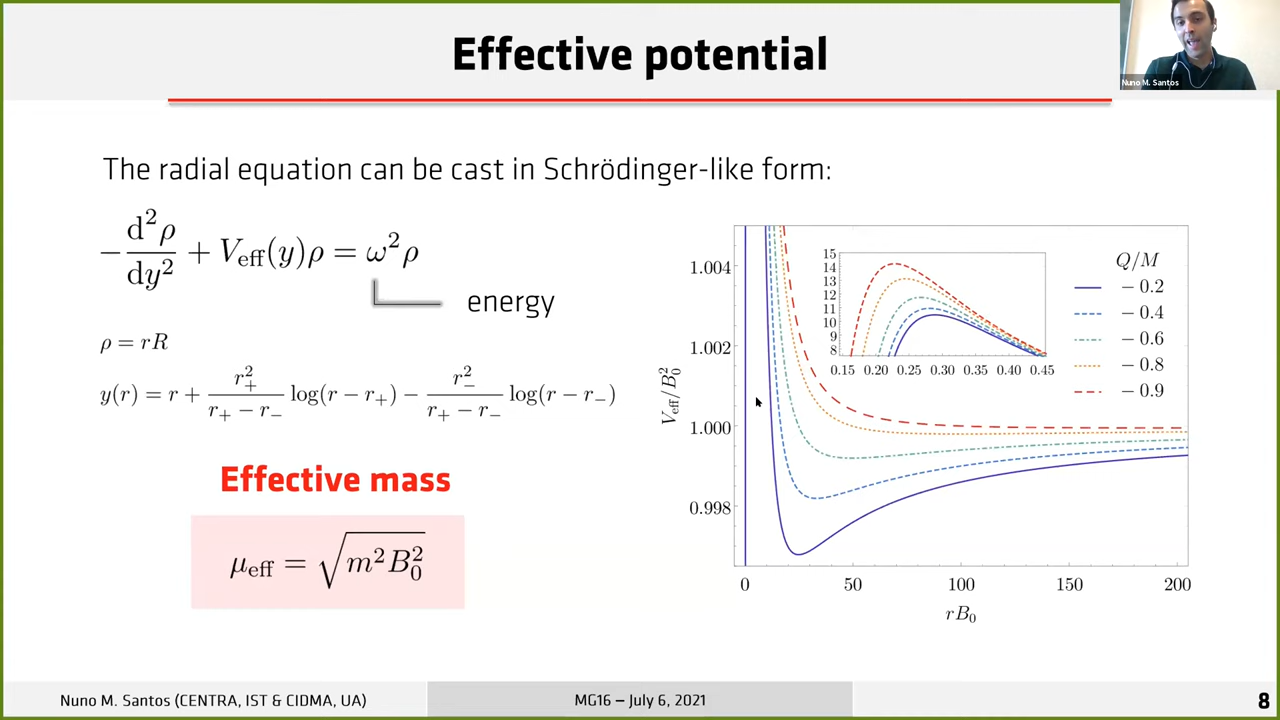 Effective potential
Nuno M. Santos
The radial equation can be cast in Schrödinger-like form:
−d²ρ/dy² + V_eff(y)ρ = ω²ρ
energy
ρ = rR
y(r) = r + r₊²/(r₊ − r₋) log(r − r₊) − r₋²/(r₊ − r₋) log(r − r₋)
Effective mass
μ_eff = √(m²B₀²)
V_eff/B₀²
1.004
1.002
1.000
0.998
0 50 100 150 200
rB₀
15
14
13
12
11
10
9
8
0.15 0.20 0.25 0.30 0.35 0.40 0.45
Q/M
− 0.2
− 0.4
− 0.6
− 0.8
− 0.9
Nuno M. Santos (CENTRA, IST & CIDMA, UA) MG16 – July 6, 2021 8